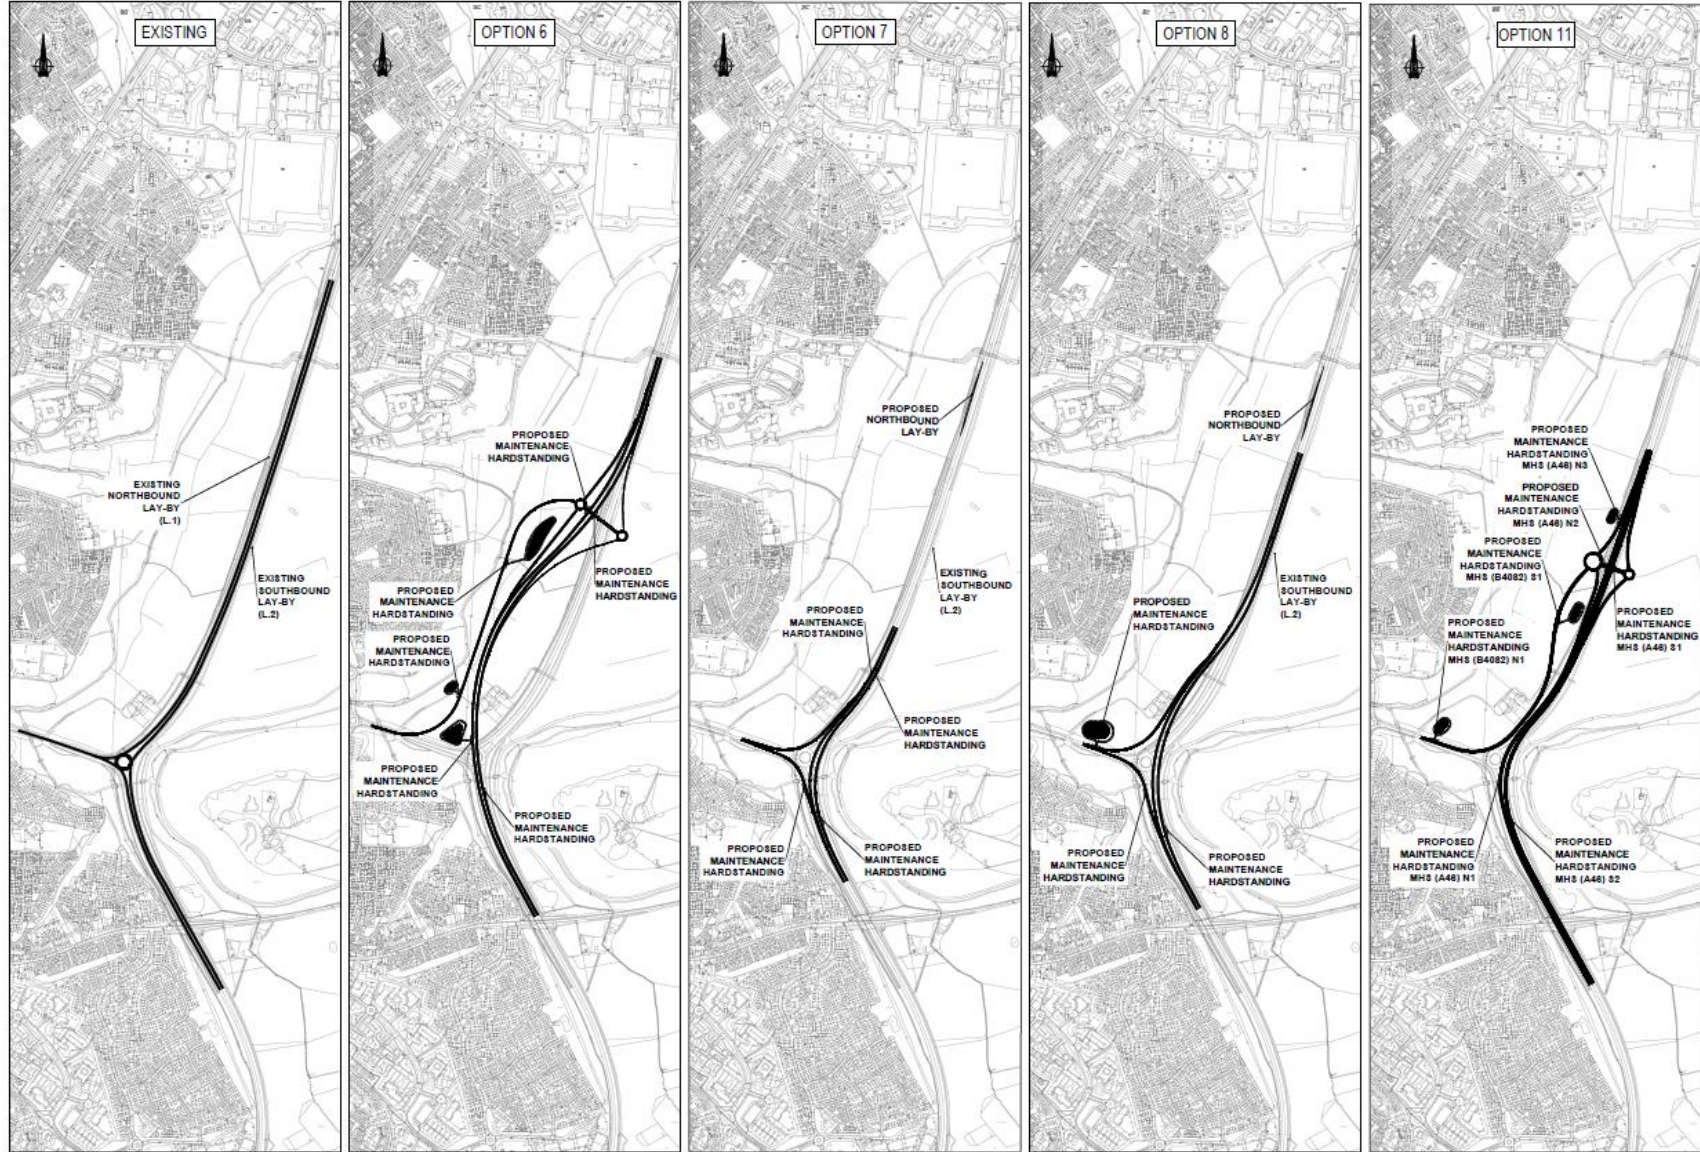 EXISTING
EXISTING
NORTHBOUND
LAY-BY
(L.1)
EXISTING
SOUTHBOUND
LAY-BY
(L.2)
OPTION 6
PROPOSED
MAINTENANCE
HARDSTANDING
PROPOSED
MAINTENANCE
HARDSTANDING
PROPOSED
MAINTENANCE
HARDSTANDING
PROPOSED
MAINTENANCE
HARDSTANDING
PROPOSED
MAINTENANCE
HARDSTANDING
PROPOSED
MAINTENANCE
HARDSTANDING
OPTION 7
PROPOSED
NORTHBOUND
LAY-BY
EXISTING
SOUTHBOUND
LAY-BY
(L.2)
PROPOSED
MAINTENANCE
HARDSTANDING
PROPOSED
MAINTENANCE
HARDSTANDING
PROPOSED
MAINTENANCE
HARDSTANDING
PROPOSED
MAINTENANCE
HARDSTANDING
OPTION 8
PROPOSED
NORTHBOUND
LAY-BY
EXISTING
SOUTHBOUND
LAY-BY
(L.2)
PROPOSED
MAINTENANCE
HARDSTANDING
PROPOSED
MAINTENANCE
HARDSTANDING
PROPOSED
MAINTENANCE
HARDSTANDING
OPTION 11
PROPOSED
MAINTENANCE
HARDSTANDING
MHS (A46) N3
PROPOSED
MAINTENANCE
HARDSTANDING
MHS (A46) N2
PROPOSED
MAINTENANCE
HARDSTANDING
MHS (B4082) S1
PROPOSED
MAINTENANCE
HARDSTANDING
MHS (A46) S1
PROPOSED
MAINTENANCE
HARDSTANDING
MHS (B4082) N1
PROPOSED
MAINTENANCE
HARDSTANDING
MHS (A46) N1
PROPOSED
MAINTENANCE
HARDSTANDING
MHS (A46) S2